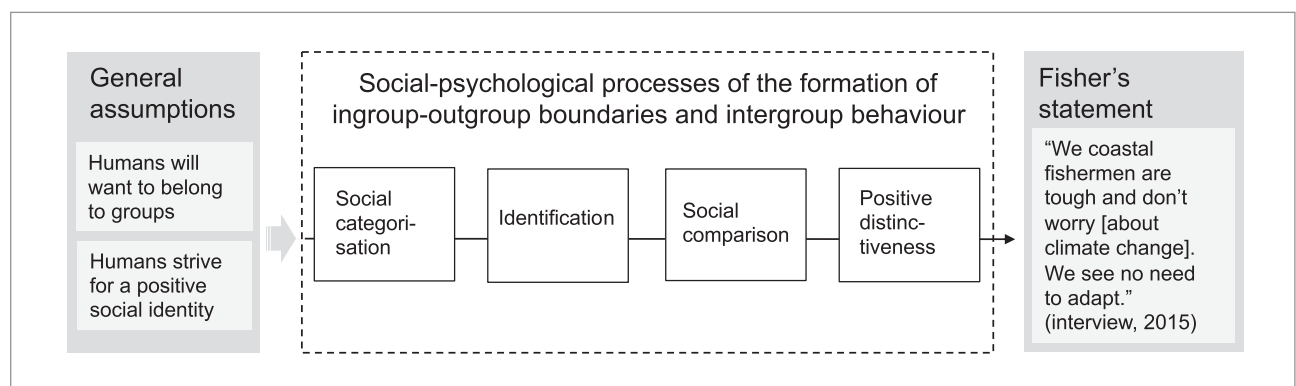 General
assumptions
Humans will
want to belong
to groups
Humans strive
for a positive
social identity
Social-psychological processes of the formation of
ingroup-outgroup boundaries and intergroup behaviour
Social
categori-
sation
Identification
Social
comparison
Positive
distinc-
tiveness
Fisher’s
statement
“We coastal
fishermen are
tough and don’t
worry [about
climate change].
We see no need
to adapt.”
(interview, 2015)